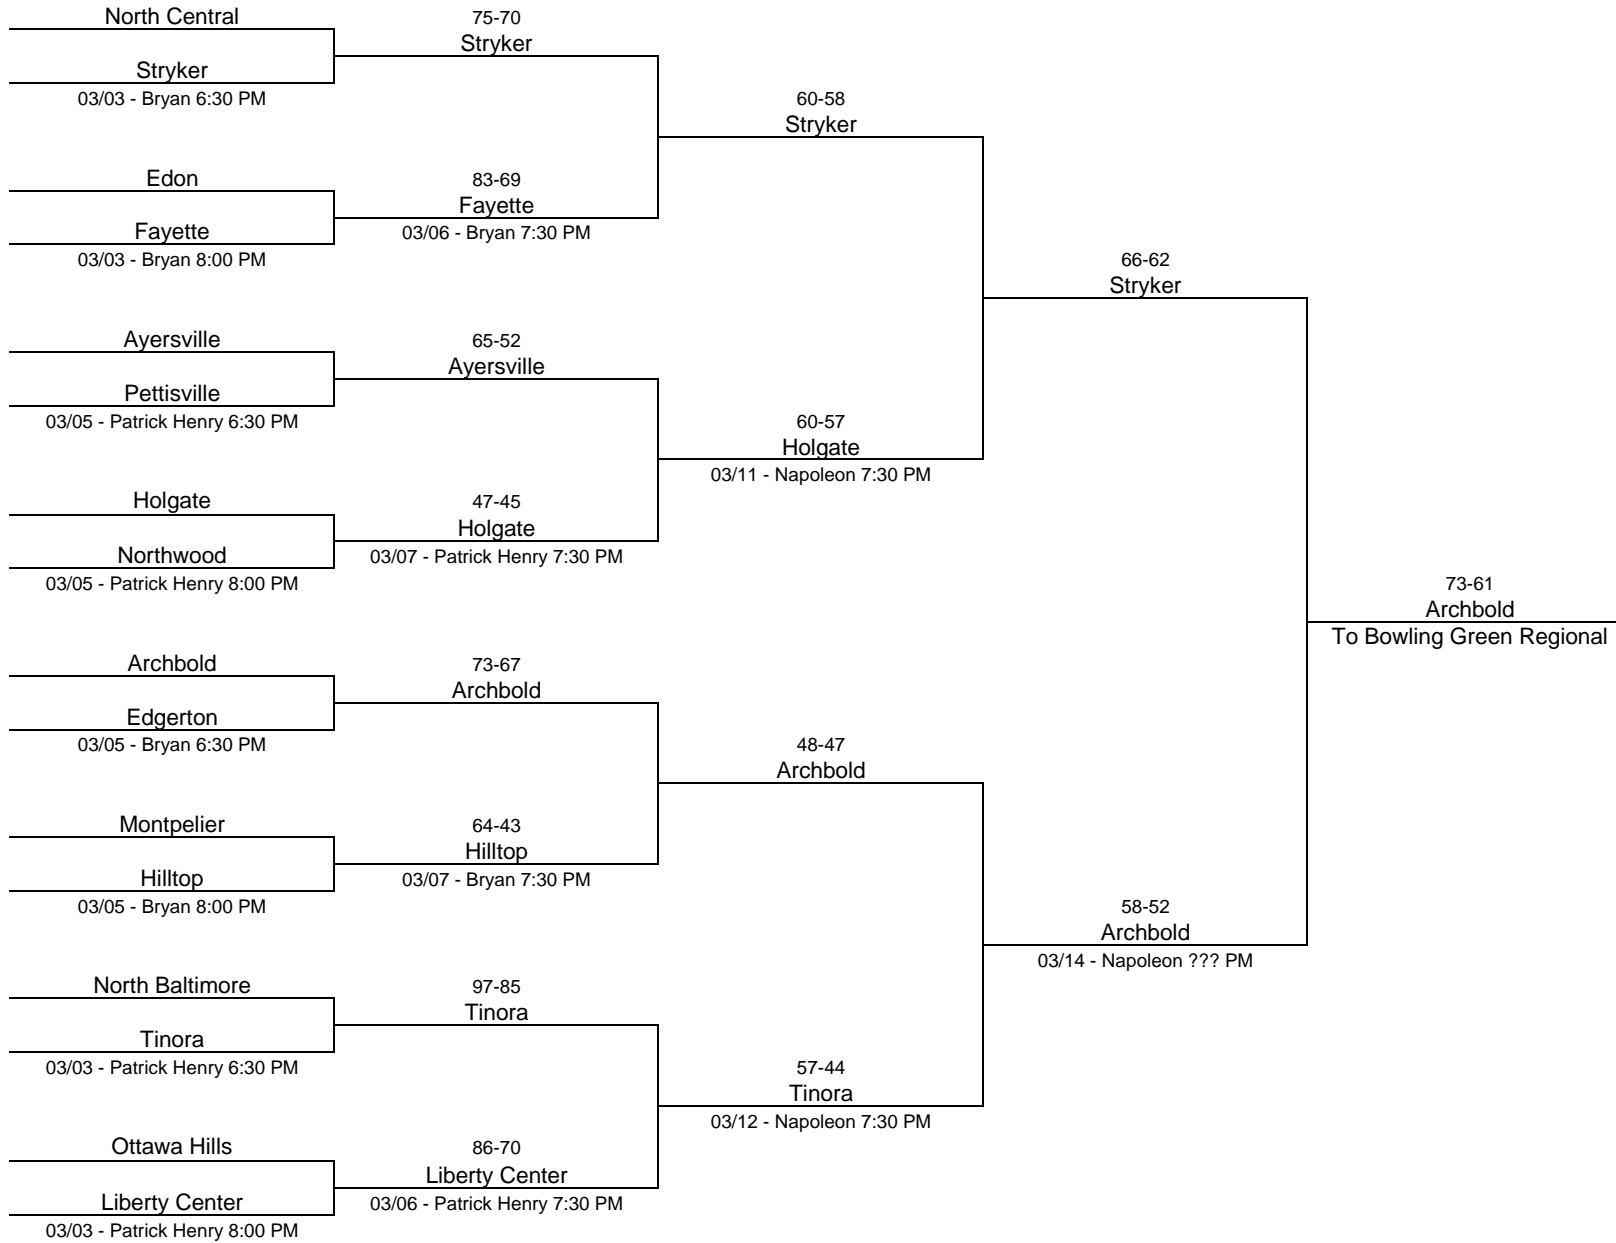 North Central
Stryker
03/03 - Bryan 6:30 PM
Edon
Fayette
03/03 - Bryan 8:00 PM
Ayersville
Pettisville
03/05 - Patrick Henry 6:30 PM
Holgate
Northwood
03/05 - Patrick Henry 8:00 PM
Archbold
Edgerton
03/05 - Bryan 6:30 PM
Montpelier
Hilltop
03/05 - Bryan 8:00 PM
North Baltimore
Tinora
03/03 - Patrick Henry 6:30 PM
Ottawa Hills
Liberty Center
03/03 - Patrick Henry 8:00 PM
75-70
Stryker
83-69
Fayette
03/06 - Bryan 7:30 PM
65-52
Ayersville
47-45
Holgate
03/07 - Patrick Henry 7:30 PM
73-67
Archbold
64-43
Hilltop
03/07 - Bryan 7:30 PM
97-85
Tinora
86-70
Liberty Center
03/06 - Patrick Henry 7:30 PM
60-58
Stryker
60-57
Holgate
03/11 - Napoleon 7:30 PM
48-47
Archbold
57-44
Tinora
03/12 - Napoleon 7:30 PM
66-62
Stryker
58-52
Archbold
03/14 - Napoleon ??? PM
73-61
Archbold
To Bowling Green Regional